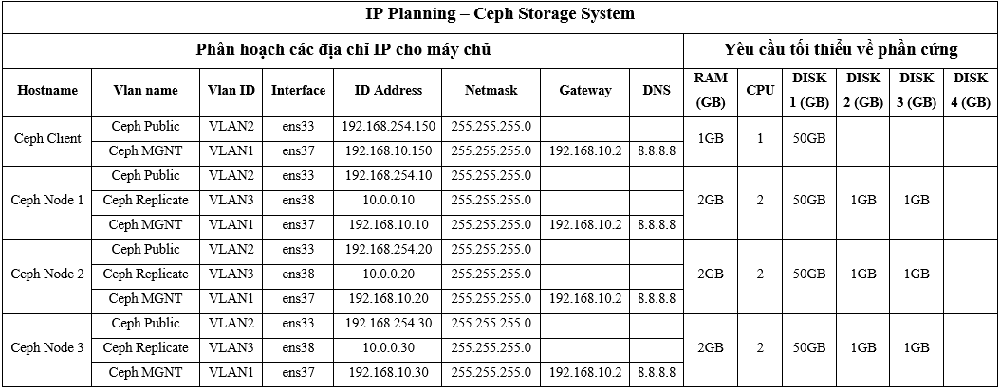 IP Planning – Ceph Storage System
Phân hoạch các địa chỉ IP cho máy chủ Yêu cầu tối thiểu về phần cứng
Hostname Vlan name Vlan ID Interface ID Address Netmask Gateway DNS RAM (GB) CPU DISK 1 (GB) DISK 2 (GB) DISK 3 (GB) DISK 4 (GB)
Ceph Client Ceph Public VLAN2 ens33 192.168.254.150 255.255.255.0 1GB 1 50GB
Ceph MGNT VLAN1 ens37 192.168.10.150 255.255.255.0 192.168.10.2 8.8.8.8
Ceph Node 1 Ceph Public VLAN2 ens33 192.168.254.10 255.255.255.0 2GB 2 50GB 1GB 1GB
Ceph Replicate VLAN3 ens38 10.0.0.10 255.255.255.0
Ceph MGNT VLAN1 ens37 192.168.10.10 255.255.255.0 192.168.10.2 8.8.8.8
Ceph Node 2 Ceph Public VLAN2 ens33 192.168.254.20 255.255.255.0 2GB 2 50GB 1GB 1GB
Ceph Replicate VLAN3 ens38 10.0.0.20 255.255.255.0
Ceph MGNT VLAN1 ens37 192.168.10.20 255.255.255.0 192.168.10.2 8.8.8.8
Ceph Node 3 Ceph Public VLAN2 ens33 192.168.254.30 255.255.255.0 2GB 2 50GB 1GB 1GB
Ceph Replicate VLAN3 ens38 10.0.0.30 255.255.255.0
Ceph MGNT VLAN1 ens37 192.168.10.30 255.255.255.0 192.168.10.2 8.8.8.8